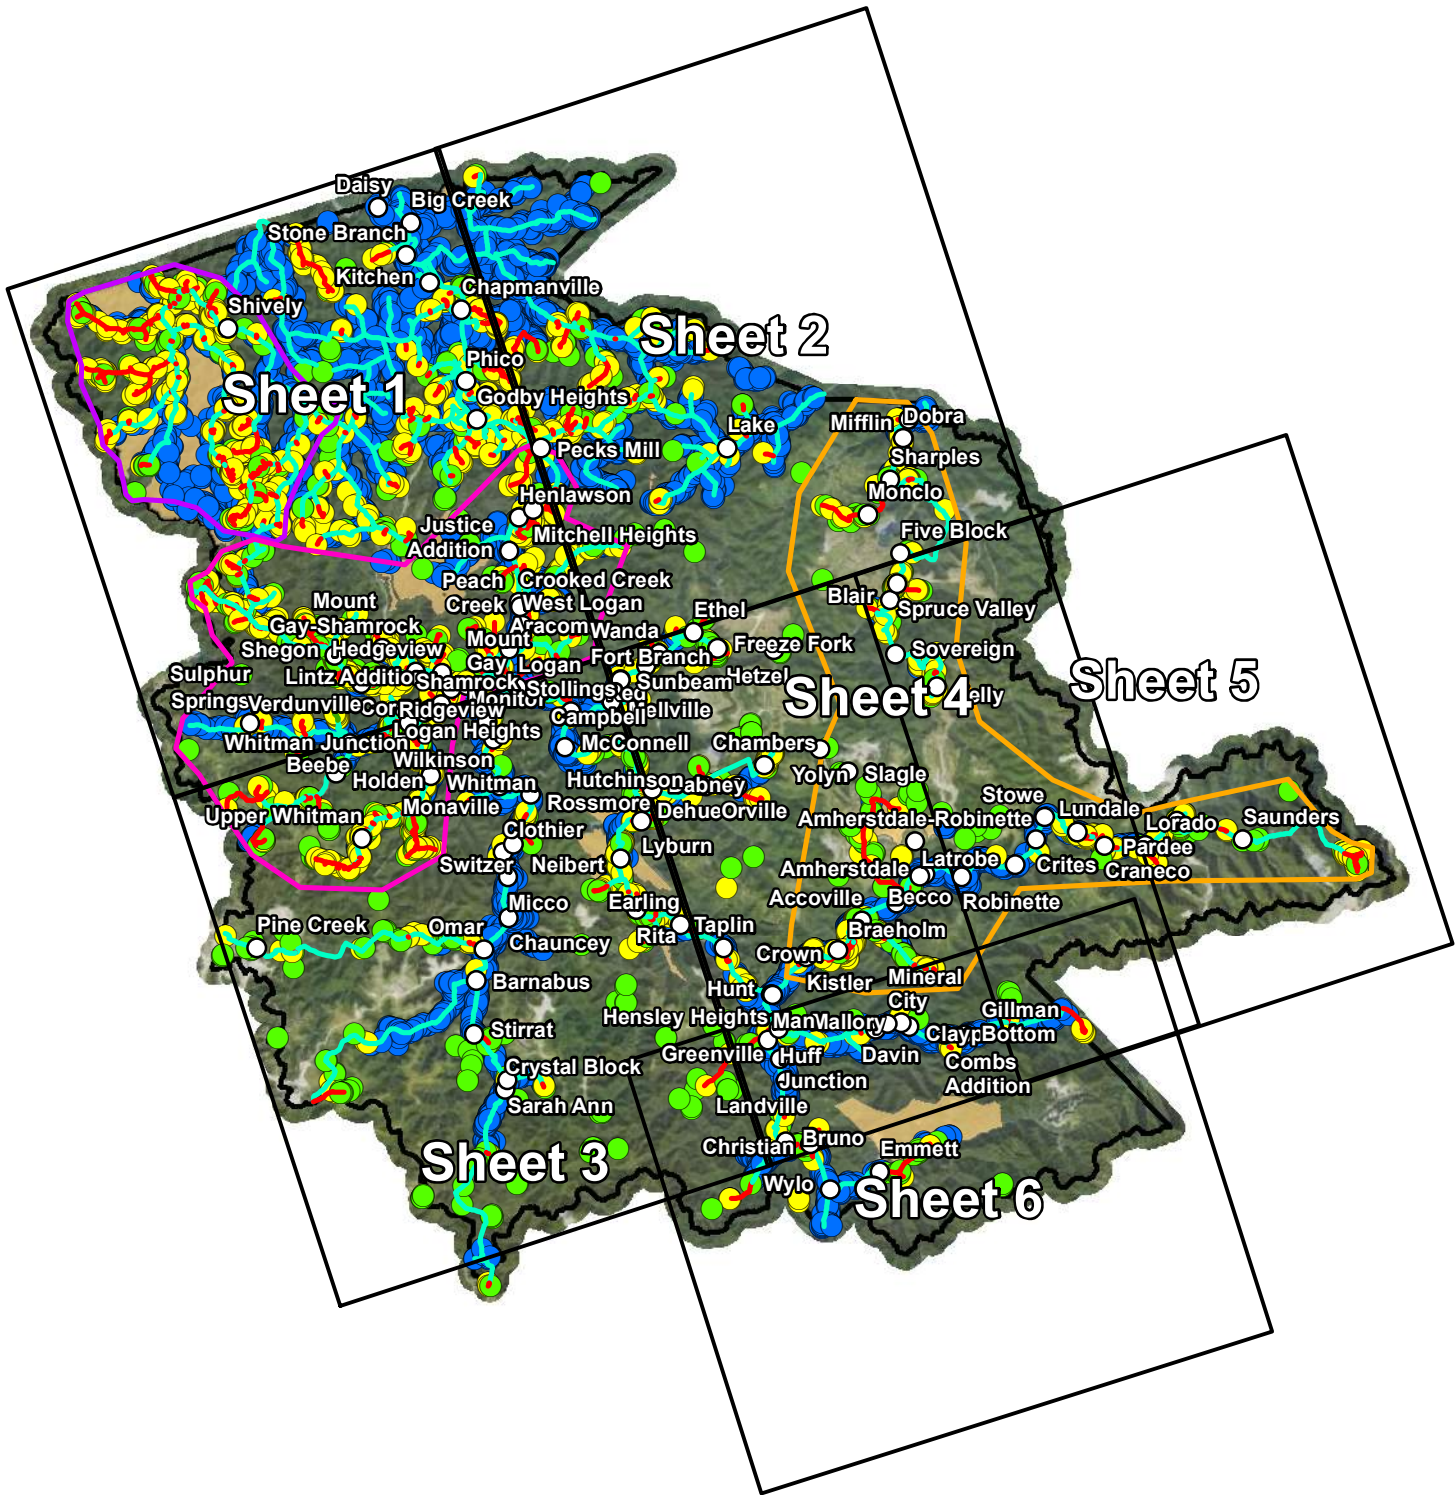 Daisy
Big Creek
Stone Branch
Kitchen
Chapmanville
Shively
Sheet 2
Phico
Sheet 1
Godby Heights
Lake
Mifflin
Dobra
Pecks Mill
Sharples
Monclo
Henlawson
Justice
Addition
Mitchell Heights
Five Block
Peach
Creek
Crooked Creek
West Logan
Aracom
Mount
Gay-Shamrock
Ethel
Blair
Spruce Valley
Wanda
Mount
Gay
Shamrock
Shegon
Hedgeview
Freeze Fork
Sovereign
Logan
Fort Branch
Sulphur
Springs
Lintz Addition
Sunbeam
Hetzel
Sheet 5
Sheet 4
Stollings
Verdunville
Ridgeview
Campbell
Whitman Junction
Logan Heights
McConnell
Chambers
Beebe
Wilkinson
Holden
Whitman
Hutchinson
Dabney
Yolyn
Slagle
Monaville
Rossmore
Stowe
Upper Whitman
Dehue
Orville
Amherstdale-Robinette
Lundale
Lorado
Saunders
Clothier
Lyburn
Pardee
Switzer
Neibert
Amherstdale
Latrobe
Crites
Craneco
Micco
Earling
Accoville
Becco
Robinette
Pine Creek
Omar
Chauncey
Rita
Taplin
Braeholm
Crown
Barnabus
Hunt
Kistler
Mineral
City
Gillman
Bottom
Stirrat
Hensley Heights
Man
Mallory
Greenville
Huff
Junction
Davin
Combs
Addition
Crystal Block
Sarah Ann
Landville
Sheet 3
Christian
Bruno
Emmett
Wylo
Sheet 6